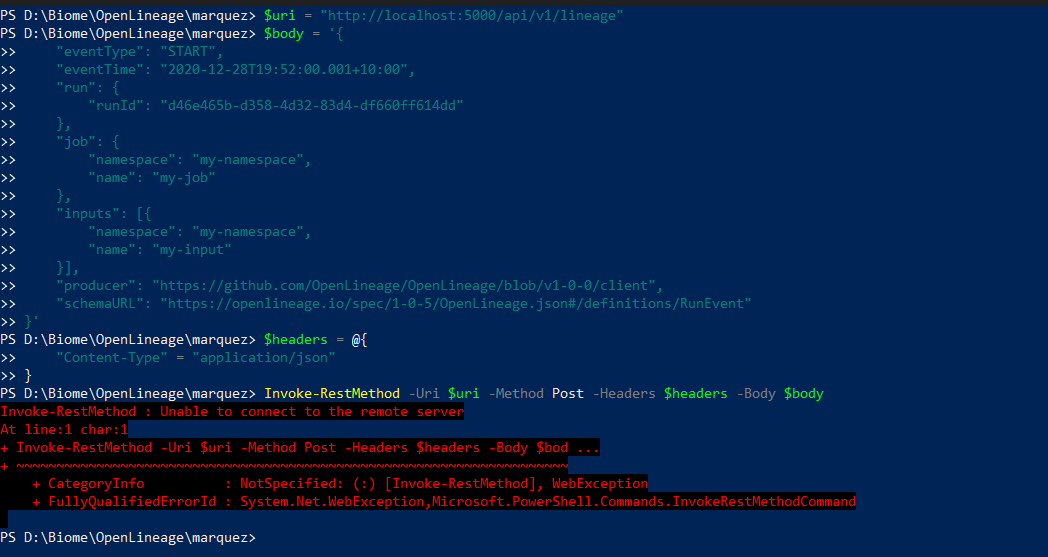 PS D:\Biome\OpenLineage\marquez> $uri = "http://localhost:5000/api/v1/lineage"
PS D:\Biome\OpenLineage\marquez> $body = '{
>>     "eventType": "START",
>>     "eventTime": "2020-12-28T19:52:00.001+10:00",
>>     "run": {
>>         "runId": "d46e465b-d358-4d32-83d4-df660ff614dd"
>>     },
>>     "job": {
>>         "namespace": "my-namespace",
>>         "name": "my-job"
>>     },
>>     "inputs": [{
>>         "namespace": "my-namespace",
>>         "name": "my-input"
>>     }],
>>     "producer": "https://github.com/OpenLineage/OpenLineage/blob/v1-0-0/client",
>>     "schemaURL": "https://openlineage.io/spec/1-0-5/OpenLineage.json#/definitions/RunEvent"
>> }'
PS D:\Biome\OpenLineage\marquez> $headers = @{
>>     "Content-Type" = "application/json"
>> }
PS D:\Biome\OpenLineage\marquez> Invoke-RestMethod -Uri $uri -Method Post -Headers $headers -Body $body
Invoke-RestMethod : Unable to connect to the remote server
At line:1 char:1
+ Invoke-RestMethod -Uri $uri -Method Post -Headers $headers -Body $bod ...
+ ~~~~~~~~~~~~~~~~~~~~~~~~~~~~~~~~~~~~~~~~~~~~~~~~~~~~~~~~~~~~~~~~~~~~~
    + CategoryInfo          : NotSpecified: (:) [Invoke-RestMethod], WebException
    + FullyQualifiedErrorId : System.Net.WebException,Microsoft.PowerShell.Commands.InvokeRestMethodCommand
PS D:\Biome\OpenLineage\marquez>